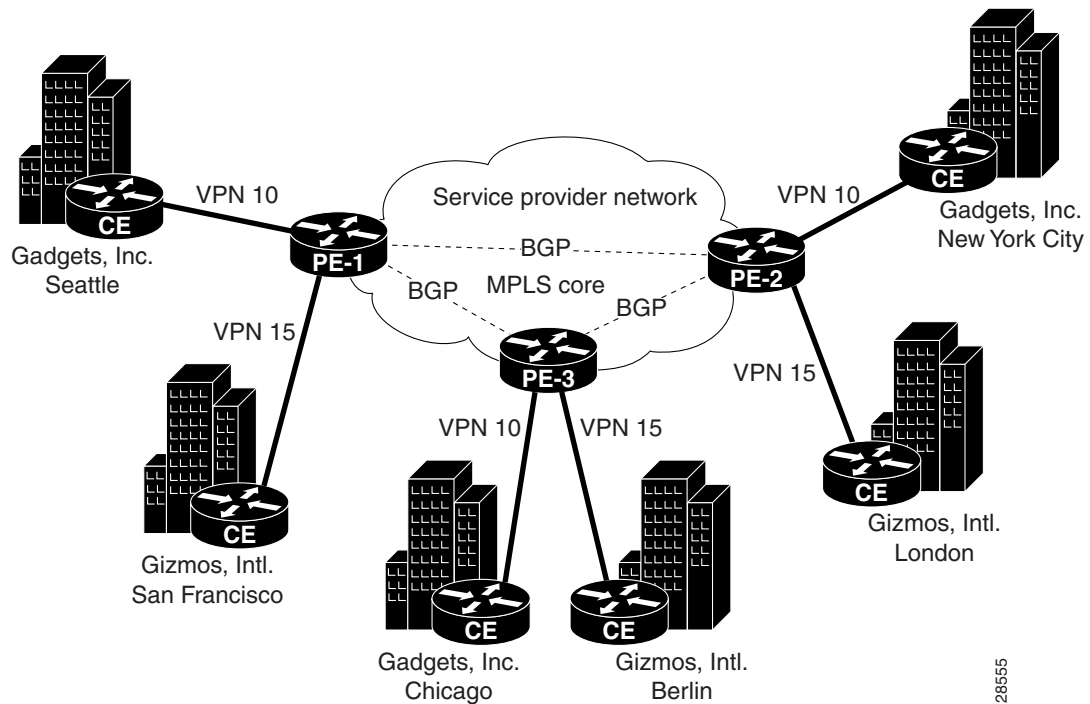 Service provider network
VPN 10
CE
Gadgets, Inc.
Seattle
PE-1
BGP
MPLS core
BGP
BGP
PE-2
VPN 10
CE
Gadgets, Inc.
New York City
VPN 15
CE
Gizmos, Intl.
San Francisco
PE-3
VPN 10
VPN 15
VPN 15
CE
Gizmos, Intl.
London
CE
Gadgets, Inc.
Chicago
CE
Gizmos, Intl.
Berlin
28555